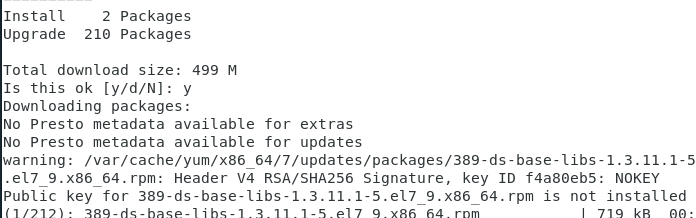 Install    2 Packages
Upgrade  210 Packages
Total download size: 499 M
Is this ok [y/d/N]: y
Downloading packages:
No Presto metadata available for extras
No Presto metadata available for updates
warning: /var/cache/yum/x86_64/7/updates/packages/389-ds-base-libs-1.3.11.1-5
.el7_9.x86_64.rpm: Header V4 RSA/SHA256 Signature, key ID f4a80eb5: NOKEY
Public key for 389-ds-base-libs-1.3.11.1-5.el7_9.x86_64.rpm is not installed
(1/212): 389-ds-base-libs-1.3.11.1-5.el7_9.x86_64.rpm      | 719 kB  00: